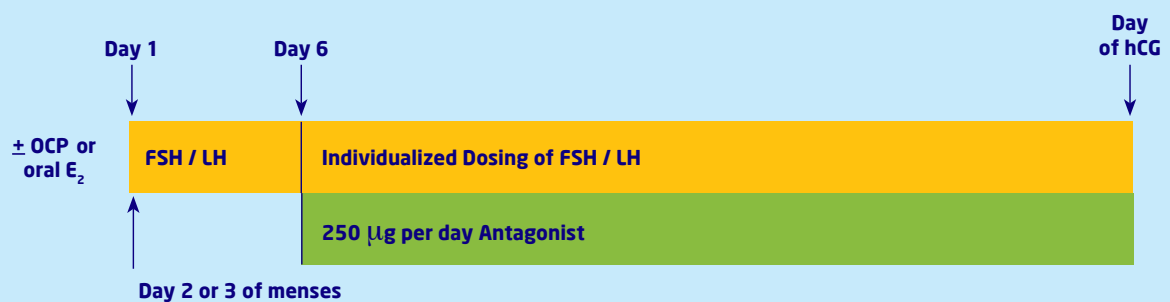 Day 1
Day 6
Day
of hCG
± OCP or
oral E₂
FSH / LH
Individualized Dosing of FSH / LH
250 μg per day Antagonist
Day 2 or 3 of menses